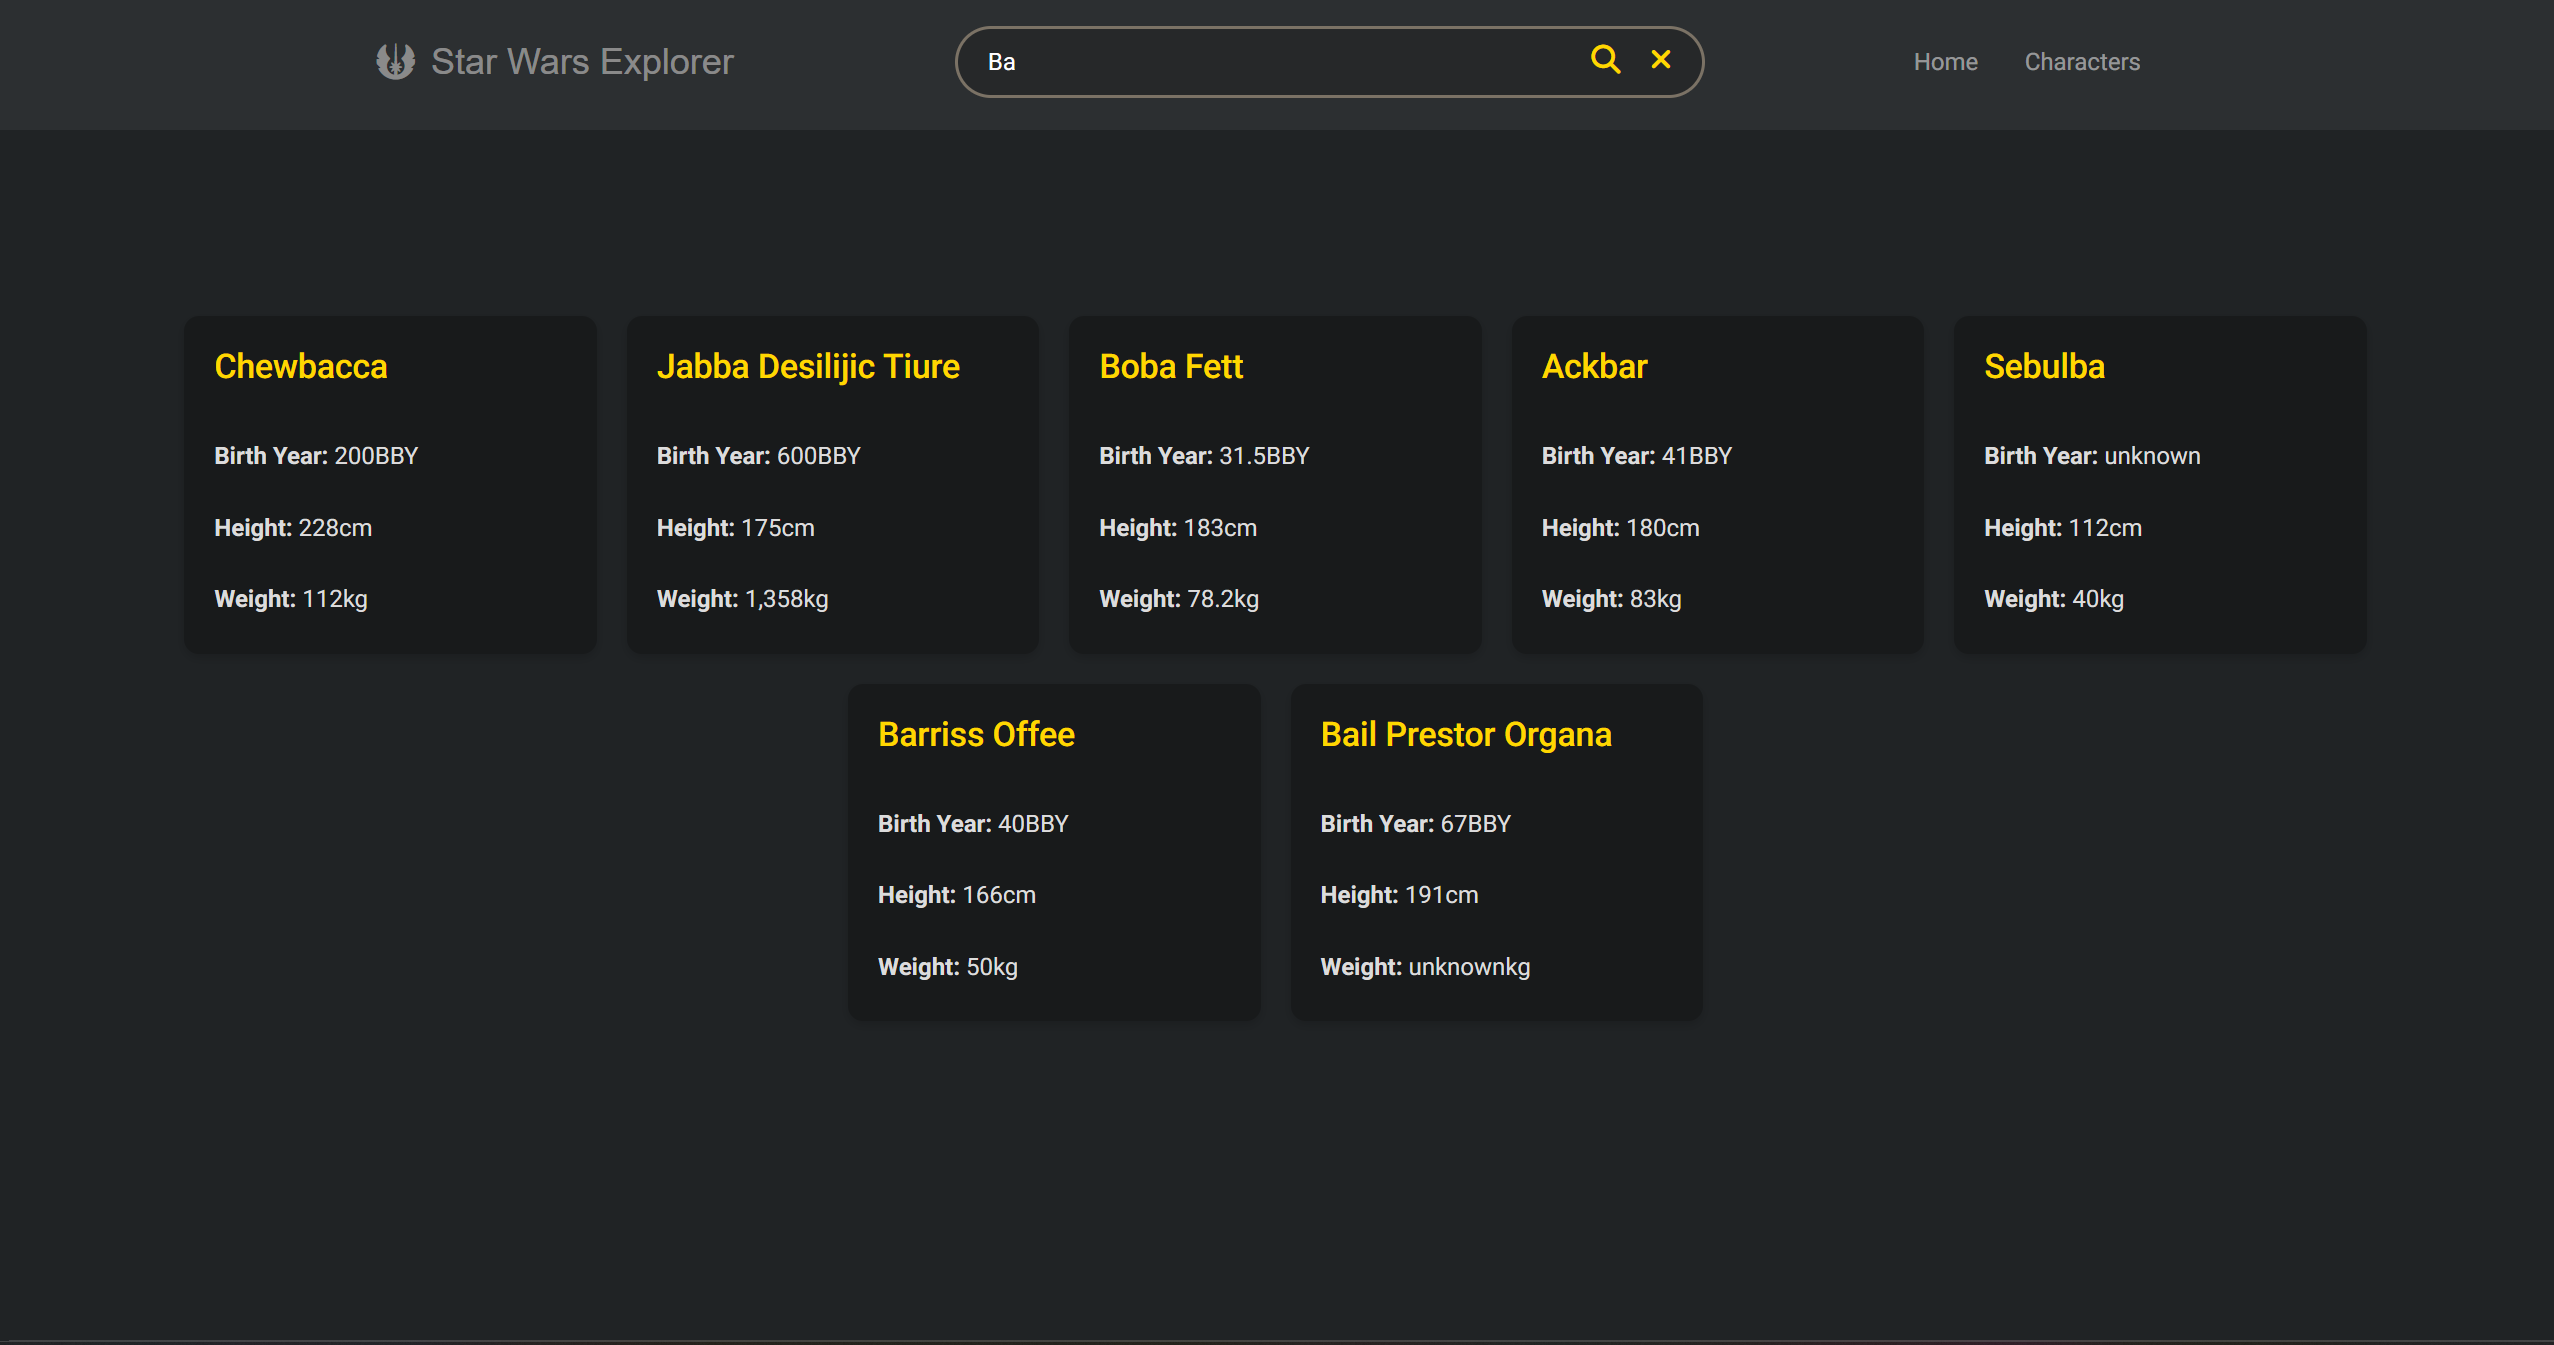 Star Wars Explorer
Ba
Home
Characters
Chewbacca
Birth Year: 200BBY
Height: 228cm
Weight: 112kg
Jabba Desilijic Tiure
Birth Year: 600BBY
Height: 175cm
Weight: 1,358kg
Boba Fett
Birth Year: 31.5BBY
Height: 183cm
Weight: 78.2kg
Ackbar
Birth Year: 41BBY
Height: 180cm
Weight: 83kg
Sebulba
Birth Year: unknown
Height: 112cm
Weight: 40kg
Barriss Offee
Birth Year: 40BBY
Height: 166cm
Weight: 50kg
Bail Prestor Organa
Birth Year: 67BBY
Height: 191cm
Weight: unknownkg